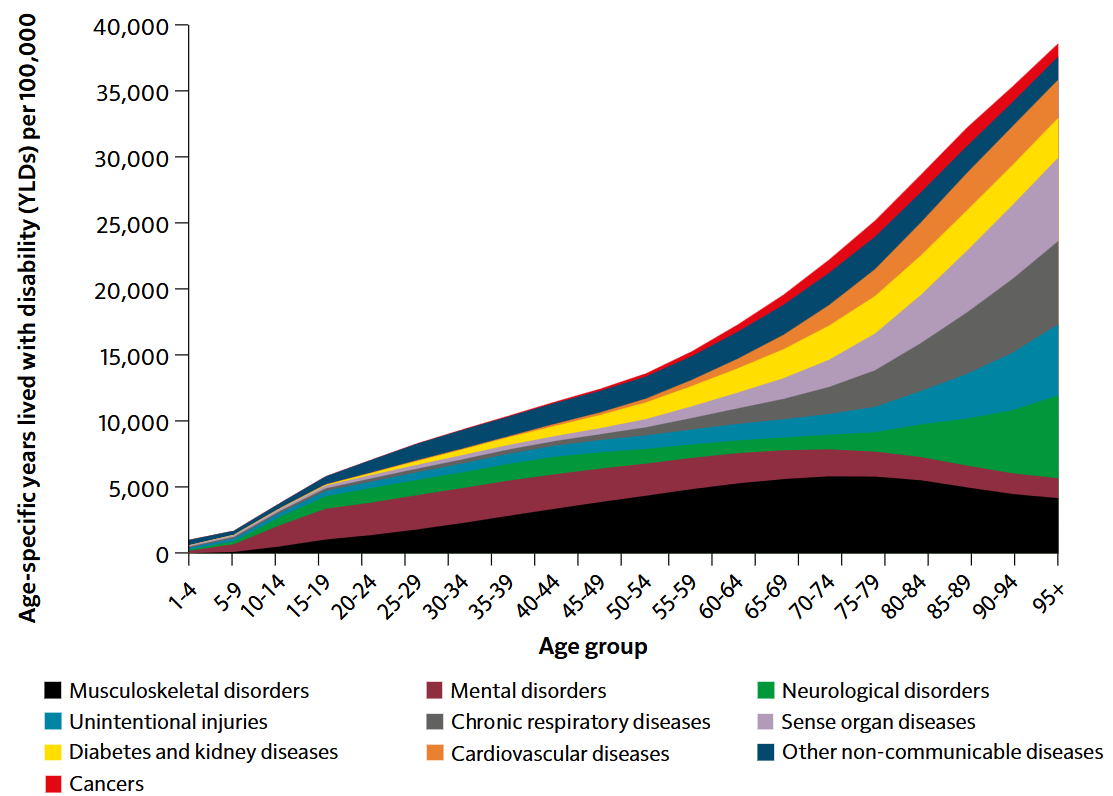 Age-specific years lived with disability (YLDs) per 100,000
40,000
35,000
30,000
25,000
20,000
15,000
10,000
5,000
0
1-4
5-9
10-14
15-19
20-24
25-29
30-34
35-39
40-44
45-49
50-54
55-59
60-64
65-69
70-74
75-79
80-84
85-89
90-94
95+
Age group
Musculoskeletal disorders
Mental disorders
Neurological disorders
Unintentional injuries
Chronic respiratory diseases
Sense organ diseases
Diabetes and kidney diseases
Cardiovascular diseases
Other non-communicable diseases
Cancers